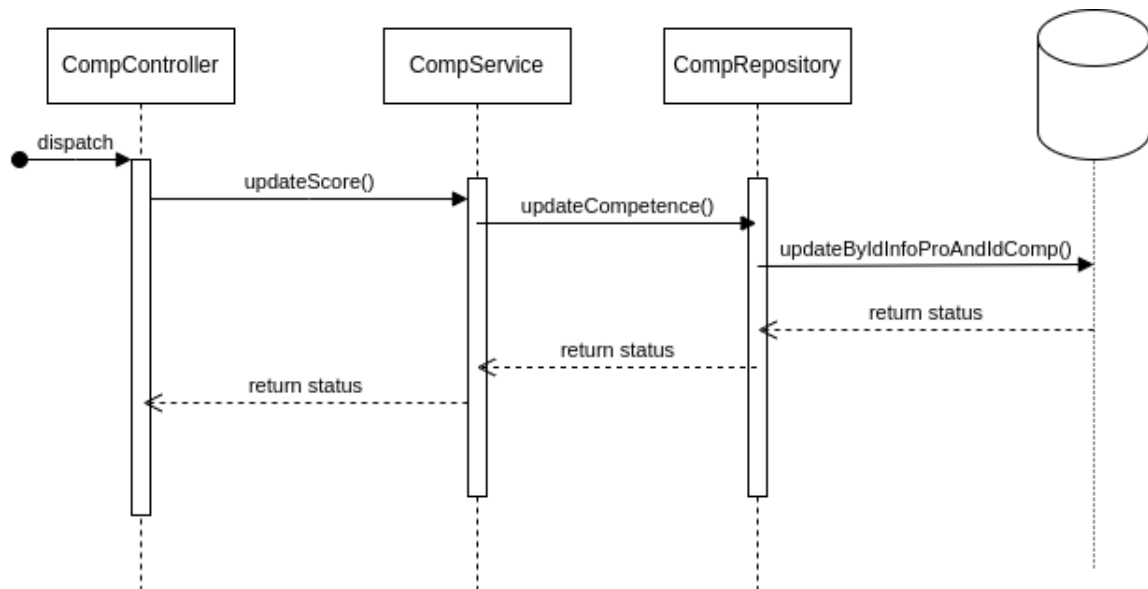 CompController
CompService
CompRepository
dispatch
updateScore()
updateCompetence()
updateByIdInfoProAndIdComp()
return status
return status
return status